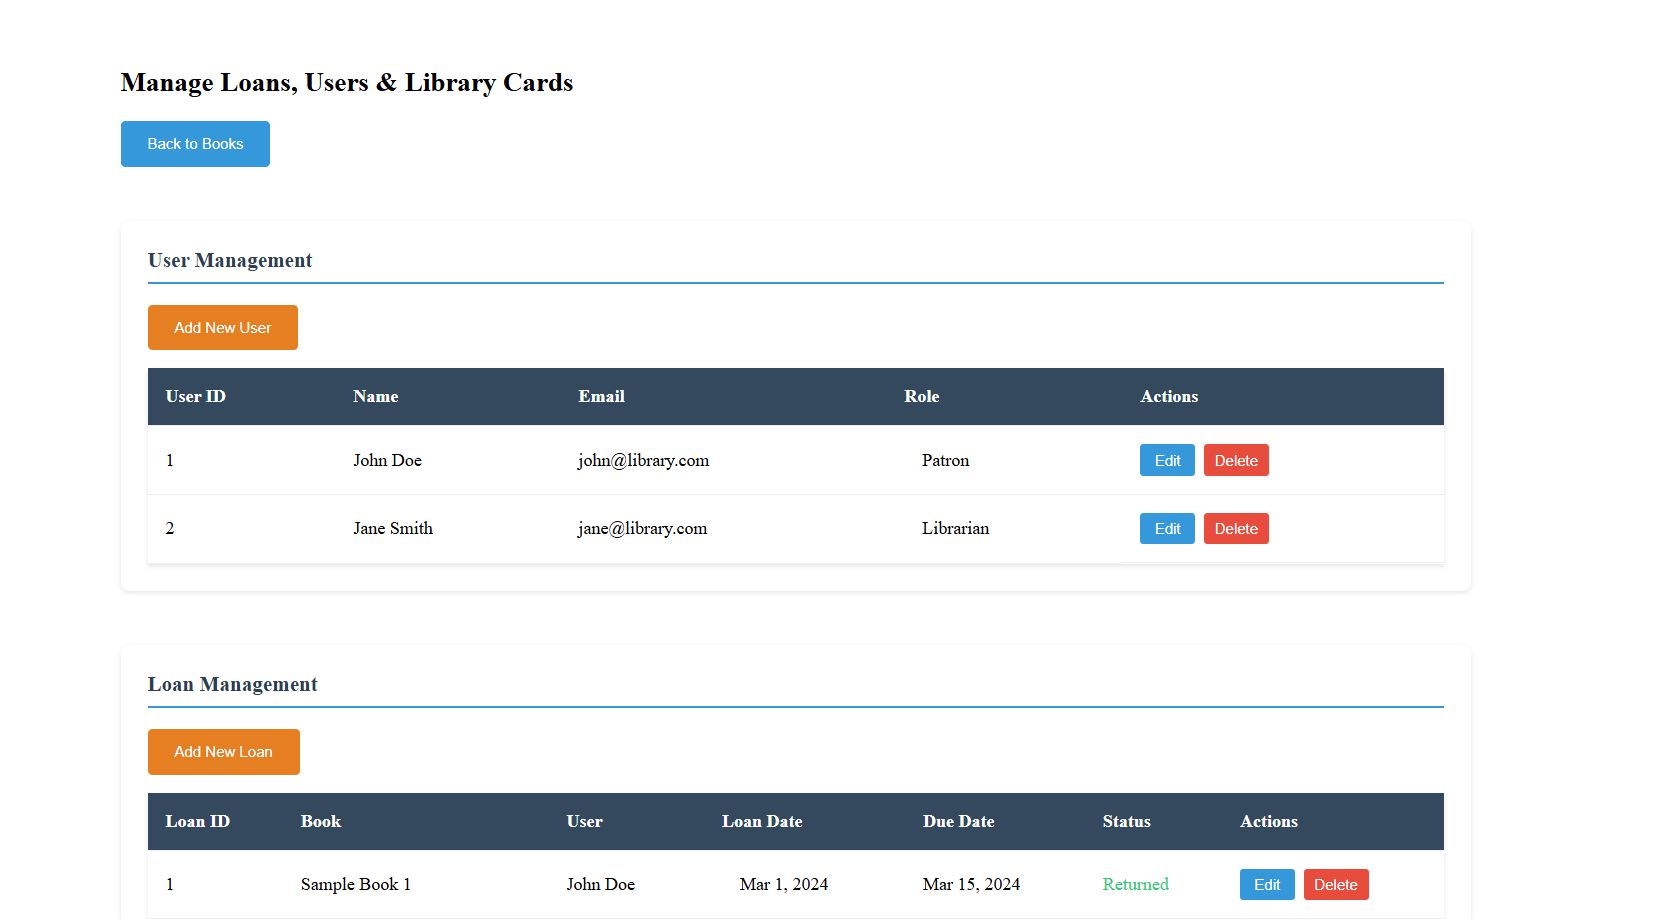 Manage Loans, Users & Library Cards
Back to Books
User Management
Add New User
User ID Name Email Role Actions
1 John Doe john@library.com Patron Edit Delete
2 Jane Smith jane@library.com Librarian Edit Delete
Loan Management
Add New Loan
Loan ID Book User Loan Date Due Date Status Actions
1 Sample Book 1 John Doe Mar 1, 2024 Mar 15, 2024 Returned Edit Delete